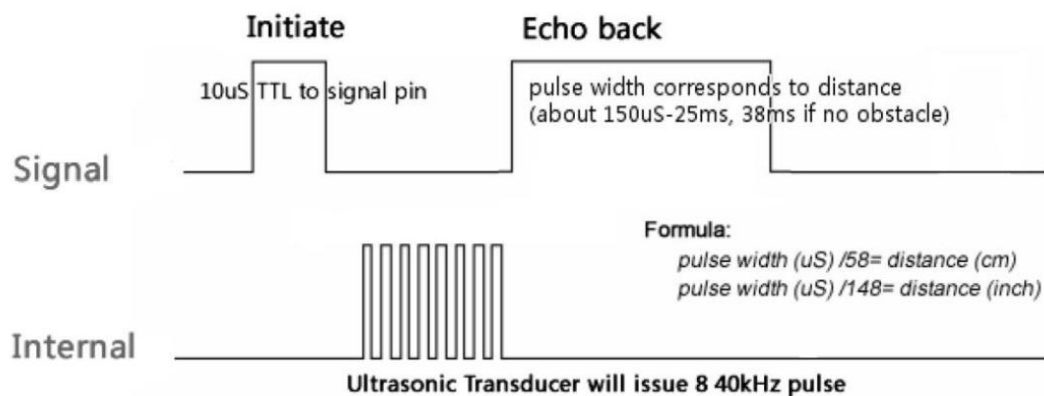 Initiate
Echo back
10uS TTL to signal pin
pulse width corresponds to distance
(about 150uS-25ms, 38ms if no obstacle)
Signal
Formula:
pulse width (uS) /58= distance (cm)
pulse width (uS) /148= distance (inch)
Internal
Ultrasonic Transducer will issue 8 40kHz pulse